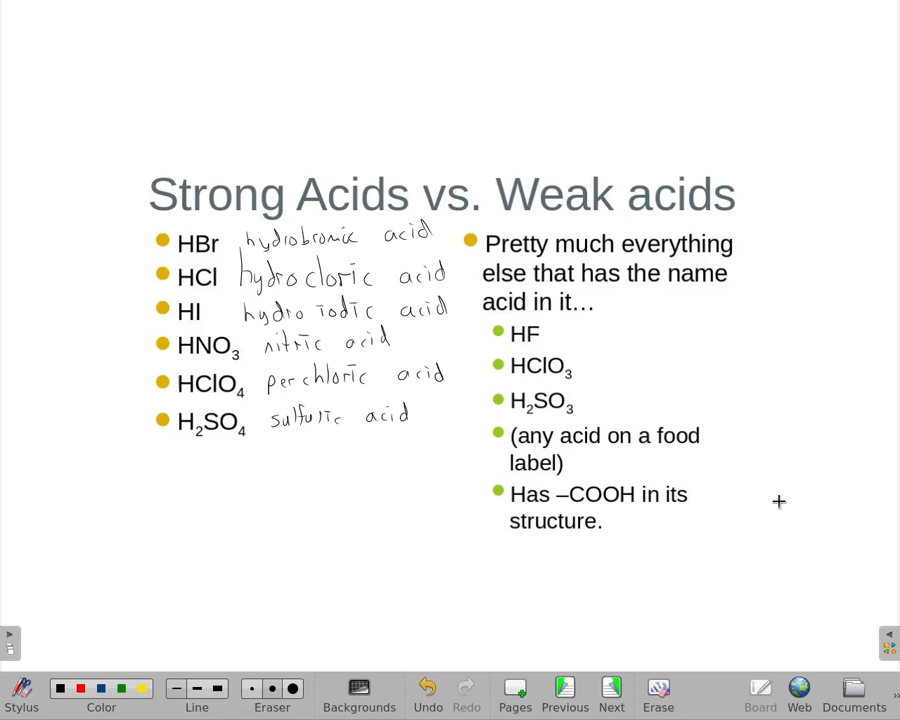 Strong Acids vs. Weak acids
HBr hydrobromic acid
HCl hydrocloric acid
HI hydro iodic acid
HNO3 nitric acid
HClO4 perchloric acid
H2SO4 sulfuric acid
Pretty much everything
else that has the name
acid in it…
HF
HClO3
H2SO3
(any acid on a food
label)
Has –COOH in its
structure.
Stylus Color Line Eraser Backgrounds Undo Redo Pages Previous Next Erase Board Web Documents